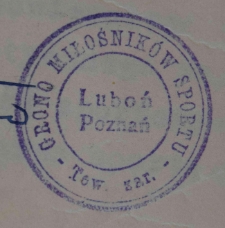 GRONO MIŁOŚNIKÓW SPORTU
- Tow. zar. -
Luboń
Poznań